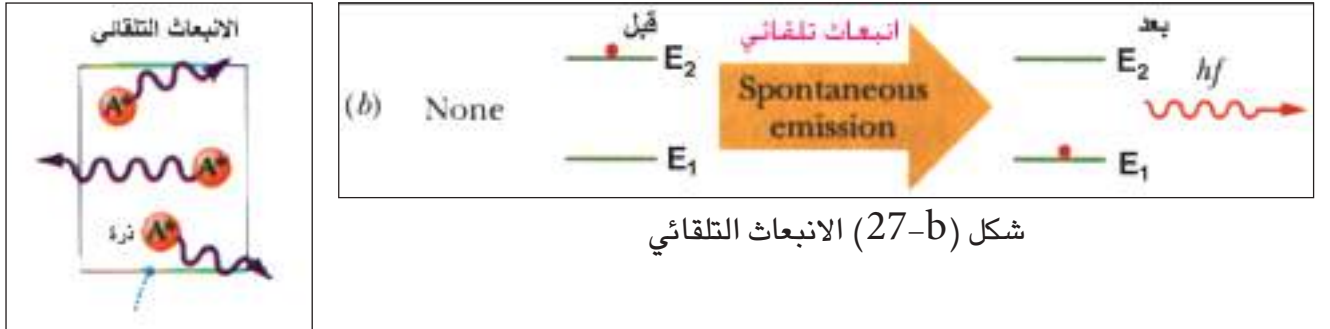 الانبعاث التلقائي
A*
A*
ذرة A*
قبل
انبعاث تلقائي
بعد
(b) None
E2
Spontaneous
emission
E2
hf
E1
E1
شكل (27-b) الانبعاث التلقائي